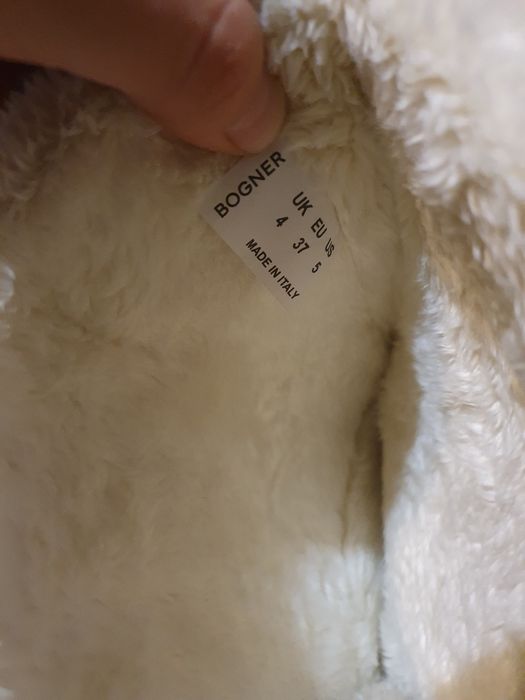 BOGNER
UK EU US
4 37 5
MADE IN ITALY